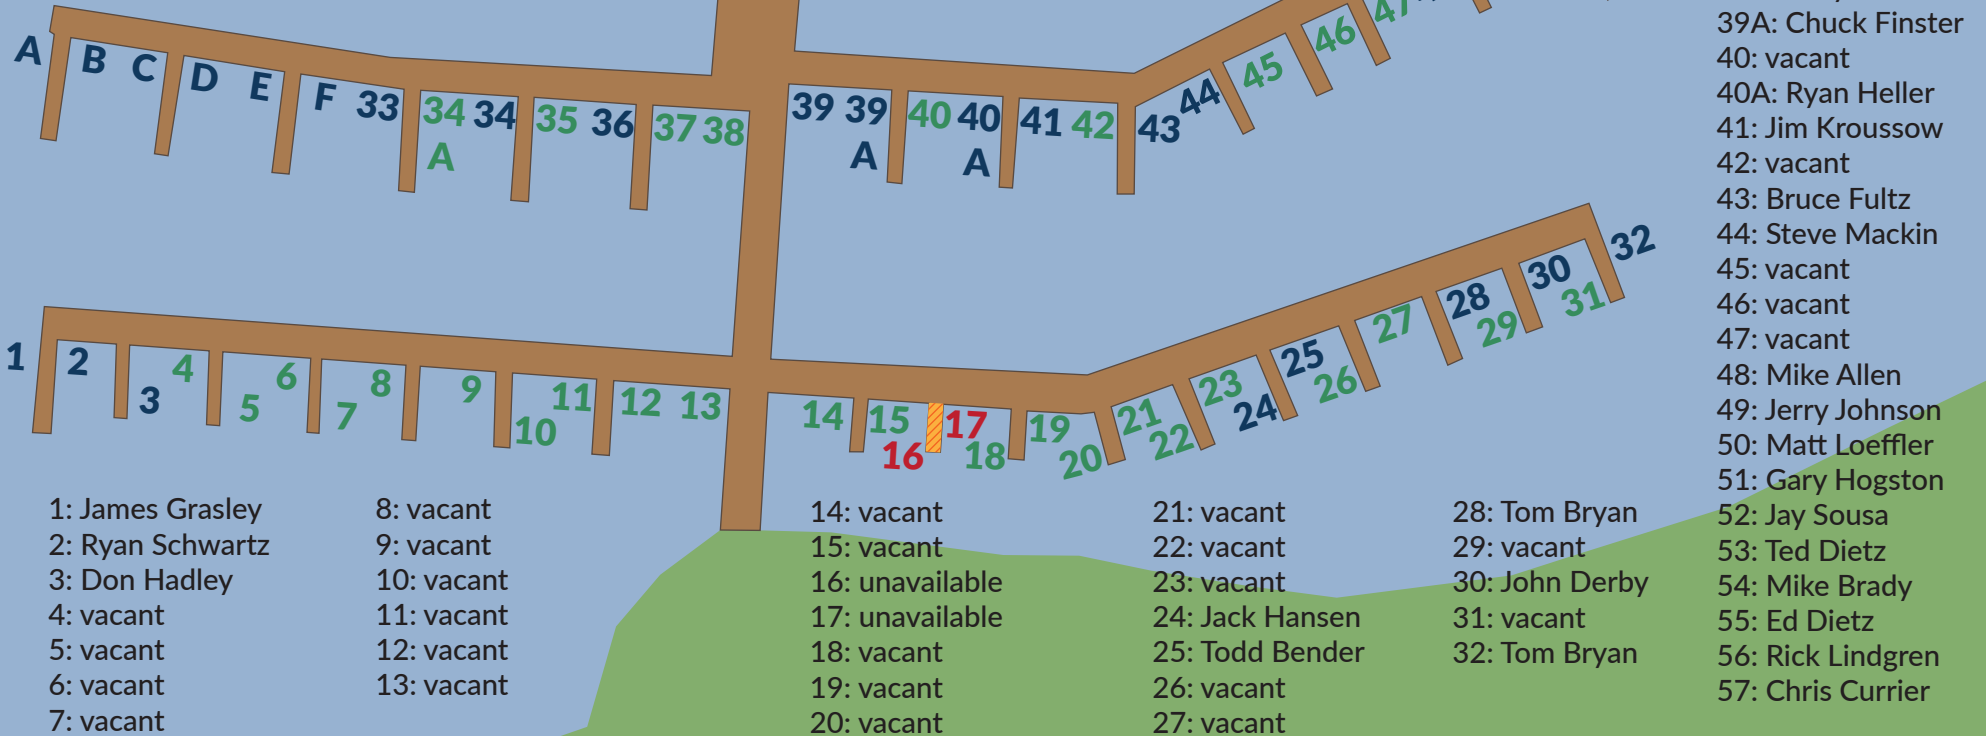 A B C D E F 33 34 34 35 36 37 38 39 39 40 40 41 42 43 44 45 46 47
A A A
1 2 3 4 5 6 7 8 9 10 11 12 13 14 15 16 17 18 19 20 21 22 23 24 25 26 27 28 29 30 31 32
1: James Grasley
2: Ryan Schwartz
3: Don Hadley
4: vacant
5: vacant
6: vacant
7: vacant
8: vacant
9: vacant
10: vacant
11: vacant
12: vacant
13: vacant
14: vacant
15: vacant
16: unavailable
17: unavailable
18: vacant
19: vacant
20: vacant
21: vacant
22: vacant
23: vacant
24: Jack Hansen
25: Todd Bender
26: vacant
27: vacant
28: Tom Bryan
29: vacant
30: John Derby
31: vacant
32: Tom Bryan
39A: Chuck Finster
40: vacant
40A: Ryan Heller
41: Jim Kroussow
42: vacant
43: Bruce Fultz
44: Steve Mackin
45: vacant
46: vacant
47: vacant
48: Mike Allen
49: Jerry Johnson
50: Matt Loeffler
51: Gary Hogston
52: Jay Sousa
53: Ted Dietz
54: Mike Brady
55: Ed Dietz
56: Rick Lindgren
57: Chris Currier